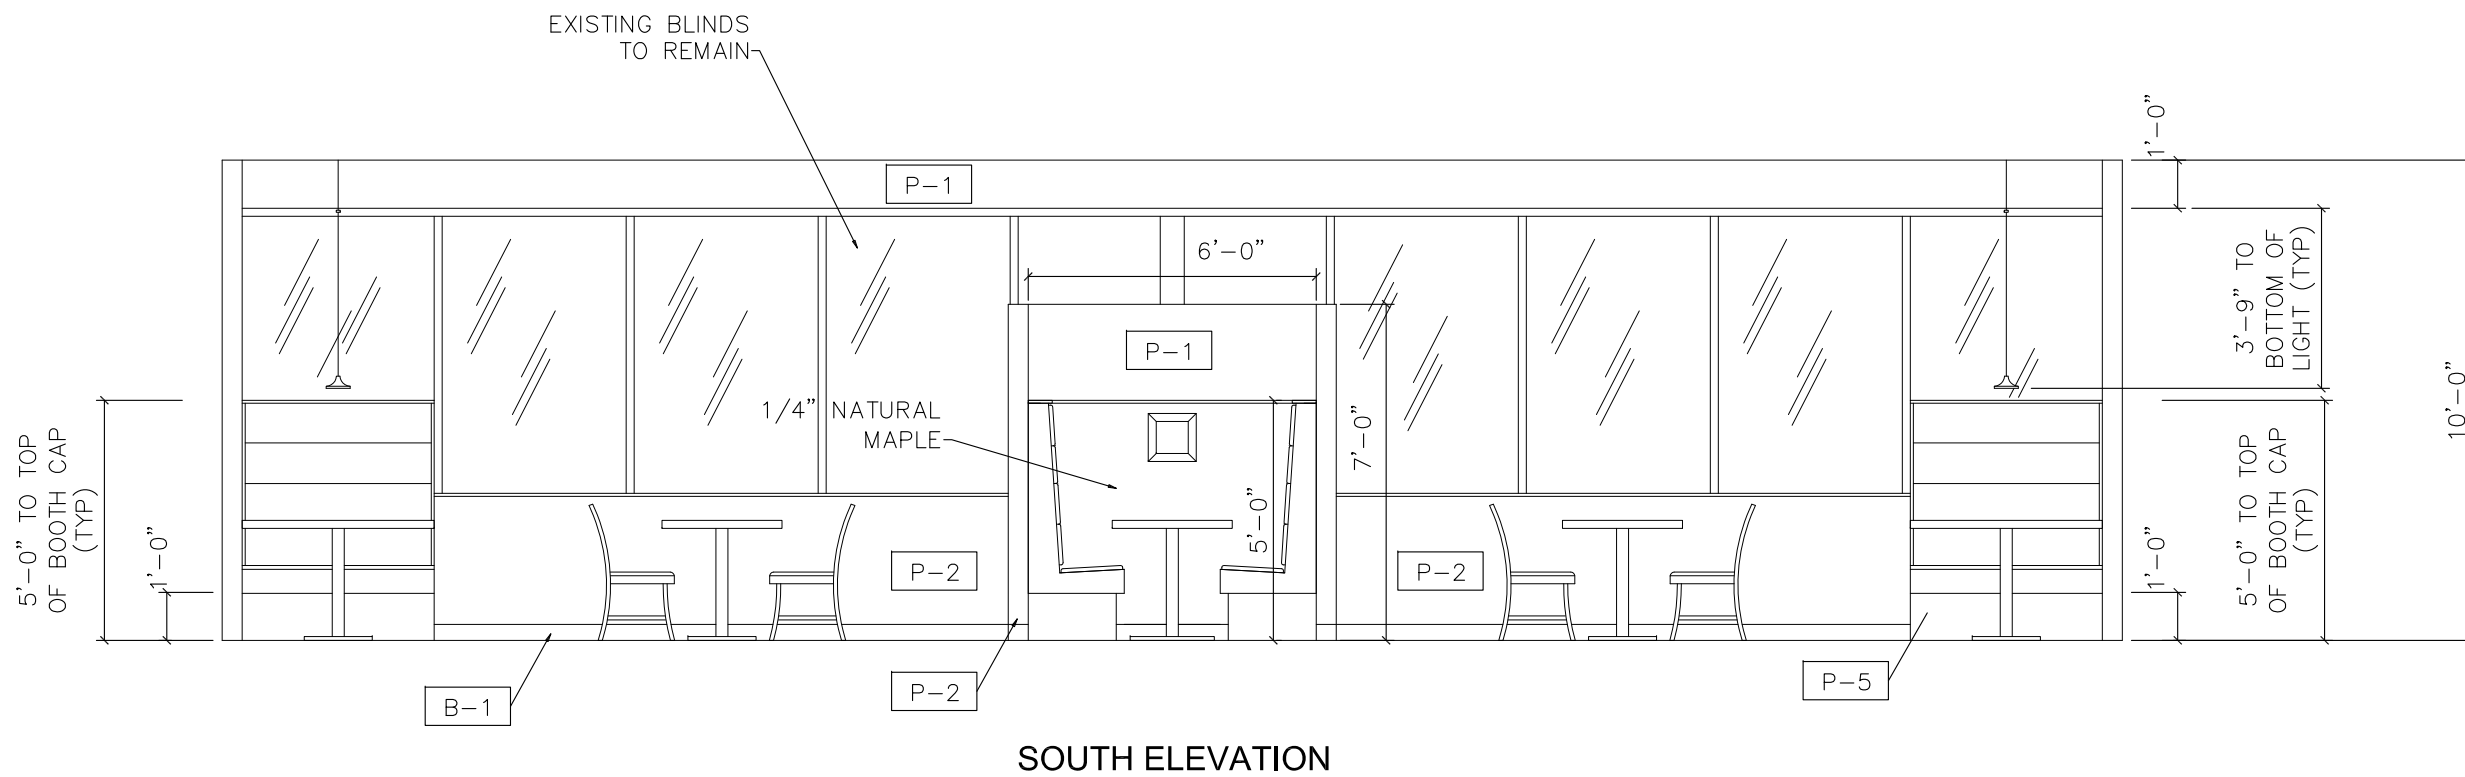 EXISTING BLINDS
TO REMAIN
P-1
1'-0"
6'-0"
3'-9" TO
BOTTOM OF
LIGHT (TYP)
10'-0"
P-1
1/4" NATURAL
MAPLE
7'-0"
5'-0"
5'-0" TO TOP
OF BOOTH CAP
(TYP)
1'-0"
P-2
P-2
1'-0"
5'-0" TO TOP
OF BOOTH CAP
(TYP)
B-1
P-2
P-5
SOUTH ELEVATION